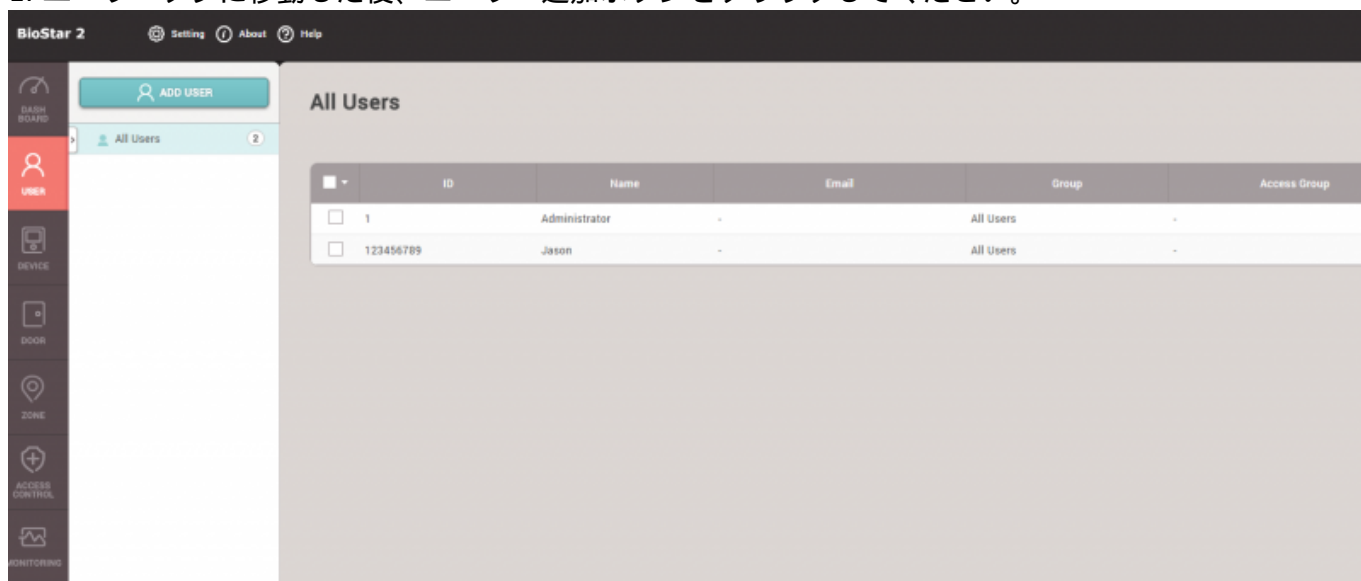 BioStar 2 Setting About Help
ADD USER
All Users 2
DASH
BOARD
USER
DEVICE
DOOR
ZONE
ACCESS
CONTROL
MONITORING
All Users
ID Name Email Group Access Group
1 Administrator - All Users -
123456789 Jason - All Users -